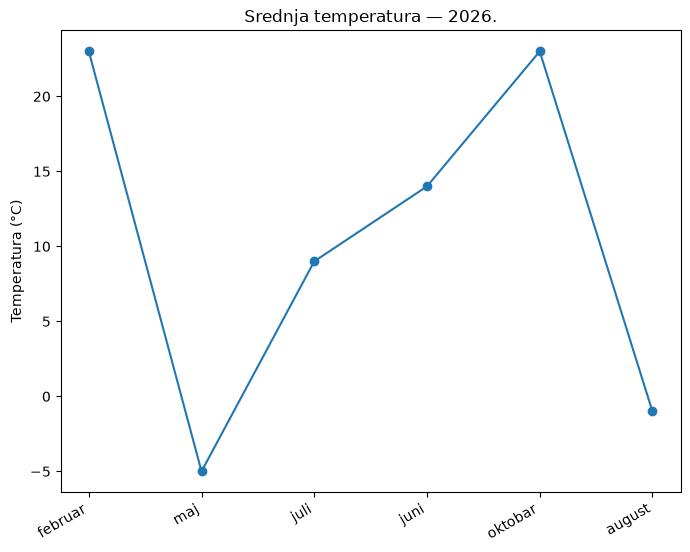 Srednja temperatura — 2026.
Temperatura (°C)
20
15
10
5
0
−5
februar
maj
juli
juni
oktobar
august